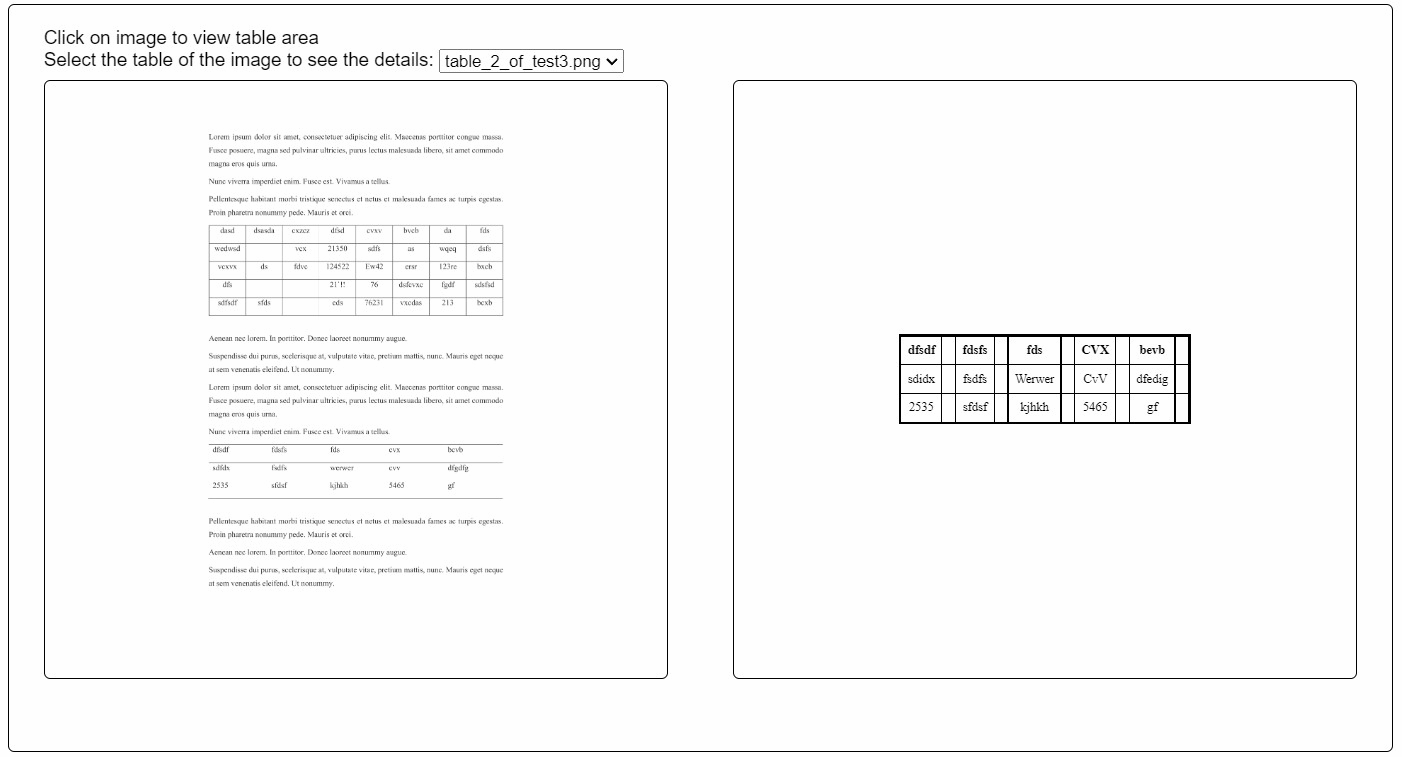 Click on image to view table area
Select the table of the image to see the details: table_2_of_test3.png
Lorem ipsum dolor sit amet, consectetuer adipiscing elit. Maecenas porttitor congue massa.
Fusce posuere, magna sed pulvinar ultricies, purus lectus malesuada libero, sit amet commodo
magna eros quis urna.
Nunc viverra imperdiet enim. Fusce est. Vivamus a tellus.
Pellentesque habitant morbi tristique senectus et netus et malesuada fames ac turpis egestas.
Proin pharetra nonummy pede. Mauris et orci.
dasd dsasda cxzcz dfsd cvxv bvcb da fds
wedwsd vcx 21350 sdfs as wqeq dsfs
vcxvx ds fdvc 124522 Ew42 ersr 123re bxcb
dfs 21`!! 76 dsfcvxc fgdf sdsfsd
sdfsdf sfds eds 76231 vxcdas 213 bcxb
Aenean nec lorem. In porttitor. Donec laoreet nonummy augue.
Suspendisse dui purus, scelerisque at, vulputate vitae, pretium mattis, nunc. Mauris eget neque
at sem venenatis eleifend. Ut nonummy.
Lorem ipsum dolor sit amet, consectetuer adipiscing elit. Maecenas porttitor congue massa.
Fusce posuere, magna sed pulvinar ultricies, purus lectus malesuada libero, sit amet commodo
magna eros quis urna.
Nunc viverra imperdiet enim. Fusce est. Vivamus a tellus.
dfsdf fdsfs fds cvx bcvb
sdfdx fsdfs werwer cvv dfgdfg
2535 sfdsf kjhkh 5465 gf
Pellentesque habitant morbi tristique senectus et netus et malesuada fames ac turpis egestas.
Proin pharetra nonummy pede. Mauris et orci.
Aenean nec lorem. In porttitor. Donec laoreet nonummy augue.
Suspendisse dui purus, scelerisque at, vulputate vitae, pretium mattis, nunc. Mauris eget neque
at sem venenatis eleifend. Ut nonummy.
dfsdf fdsfs fds CVX bevb
sdidx fsdfs Werwer CvV dfedig
2535 sfdsf kjhkh 5465 gf